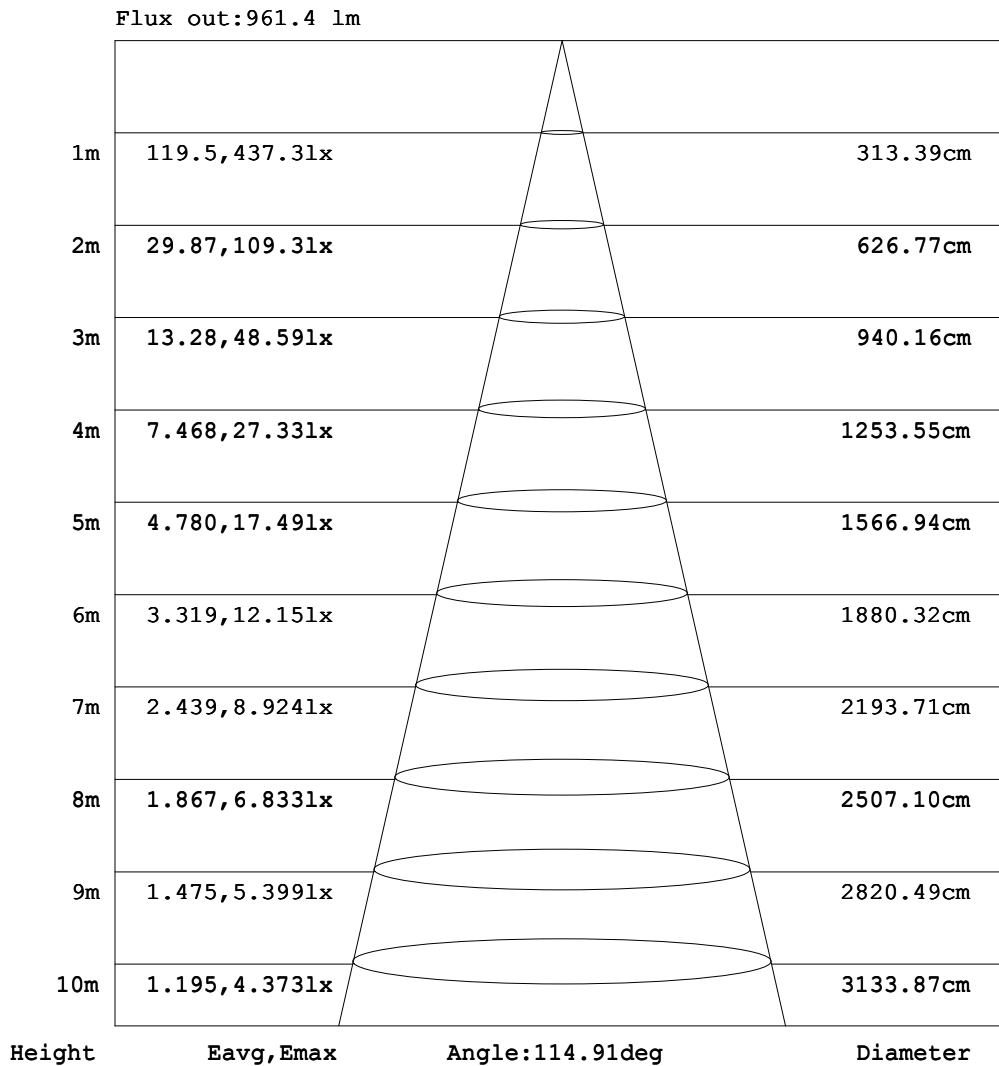 Flux out:961.4 lm
1m 119.5,437.3lx 313.39cm
2m 29.87,109.3lx 626.77cm
3m 13.28,48.59lx 940.16cm
4m 7.468,27.33lx 1253.55cm
5m 4.780,17.49lx 1566.94cm
6m 3.319,12.15lx 1880.32cm
7m 2.439,8.924lx 2193.71cm
8m 1.867,6.833lx 2507.10cm
9m 1.475,5.399lx 2820.49cm
10m 1.195,4.373lx 3133.87cm
Height Eavg,Emax Angle:114.91deg Diameter